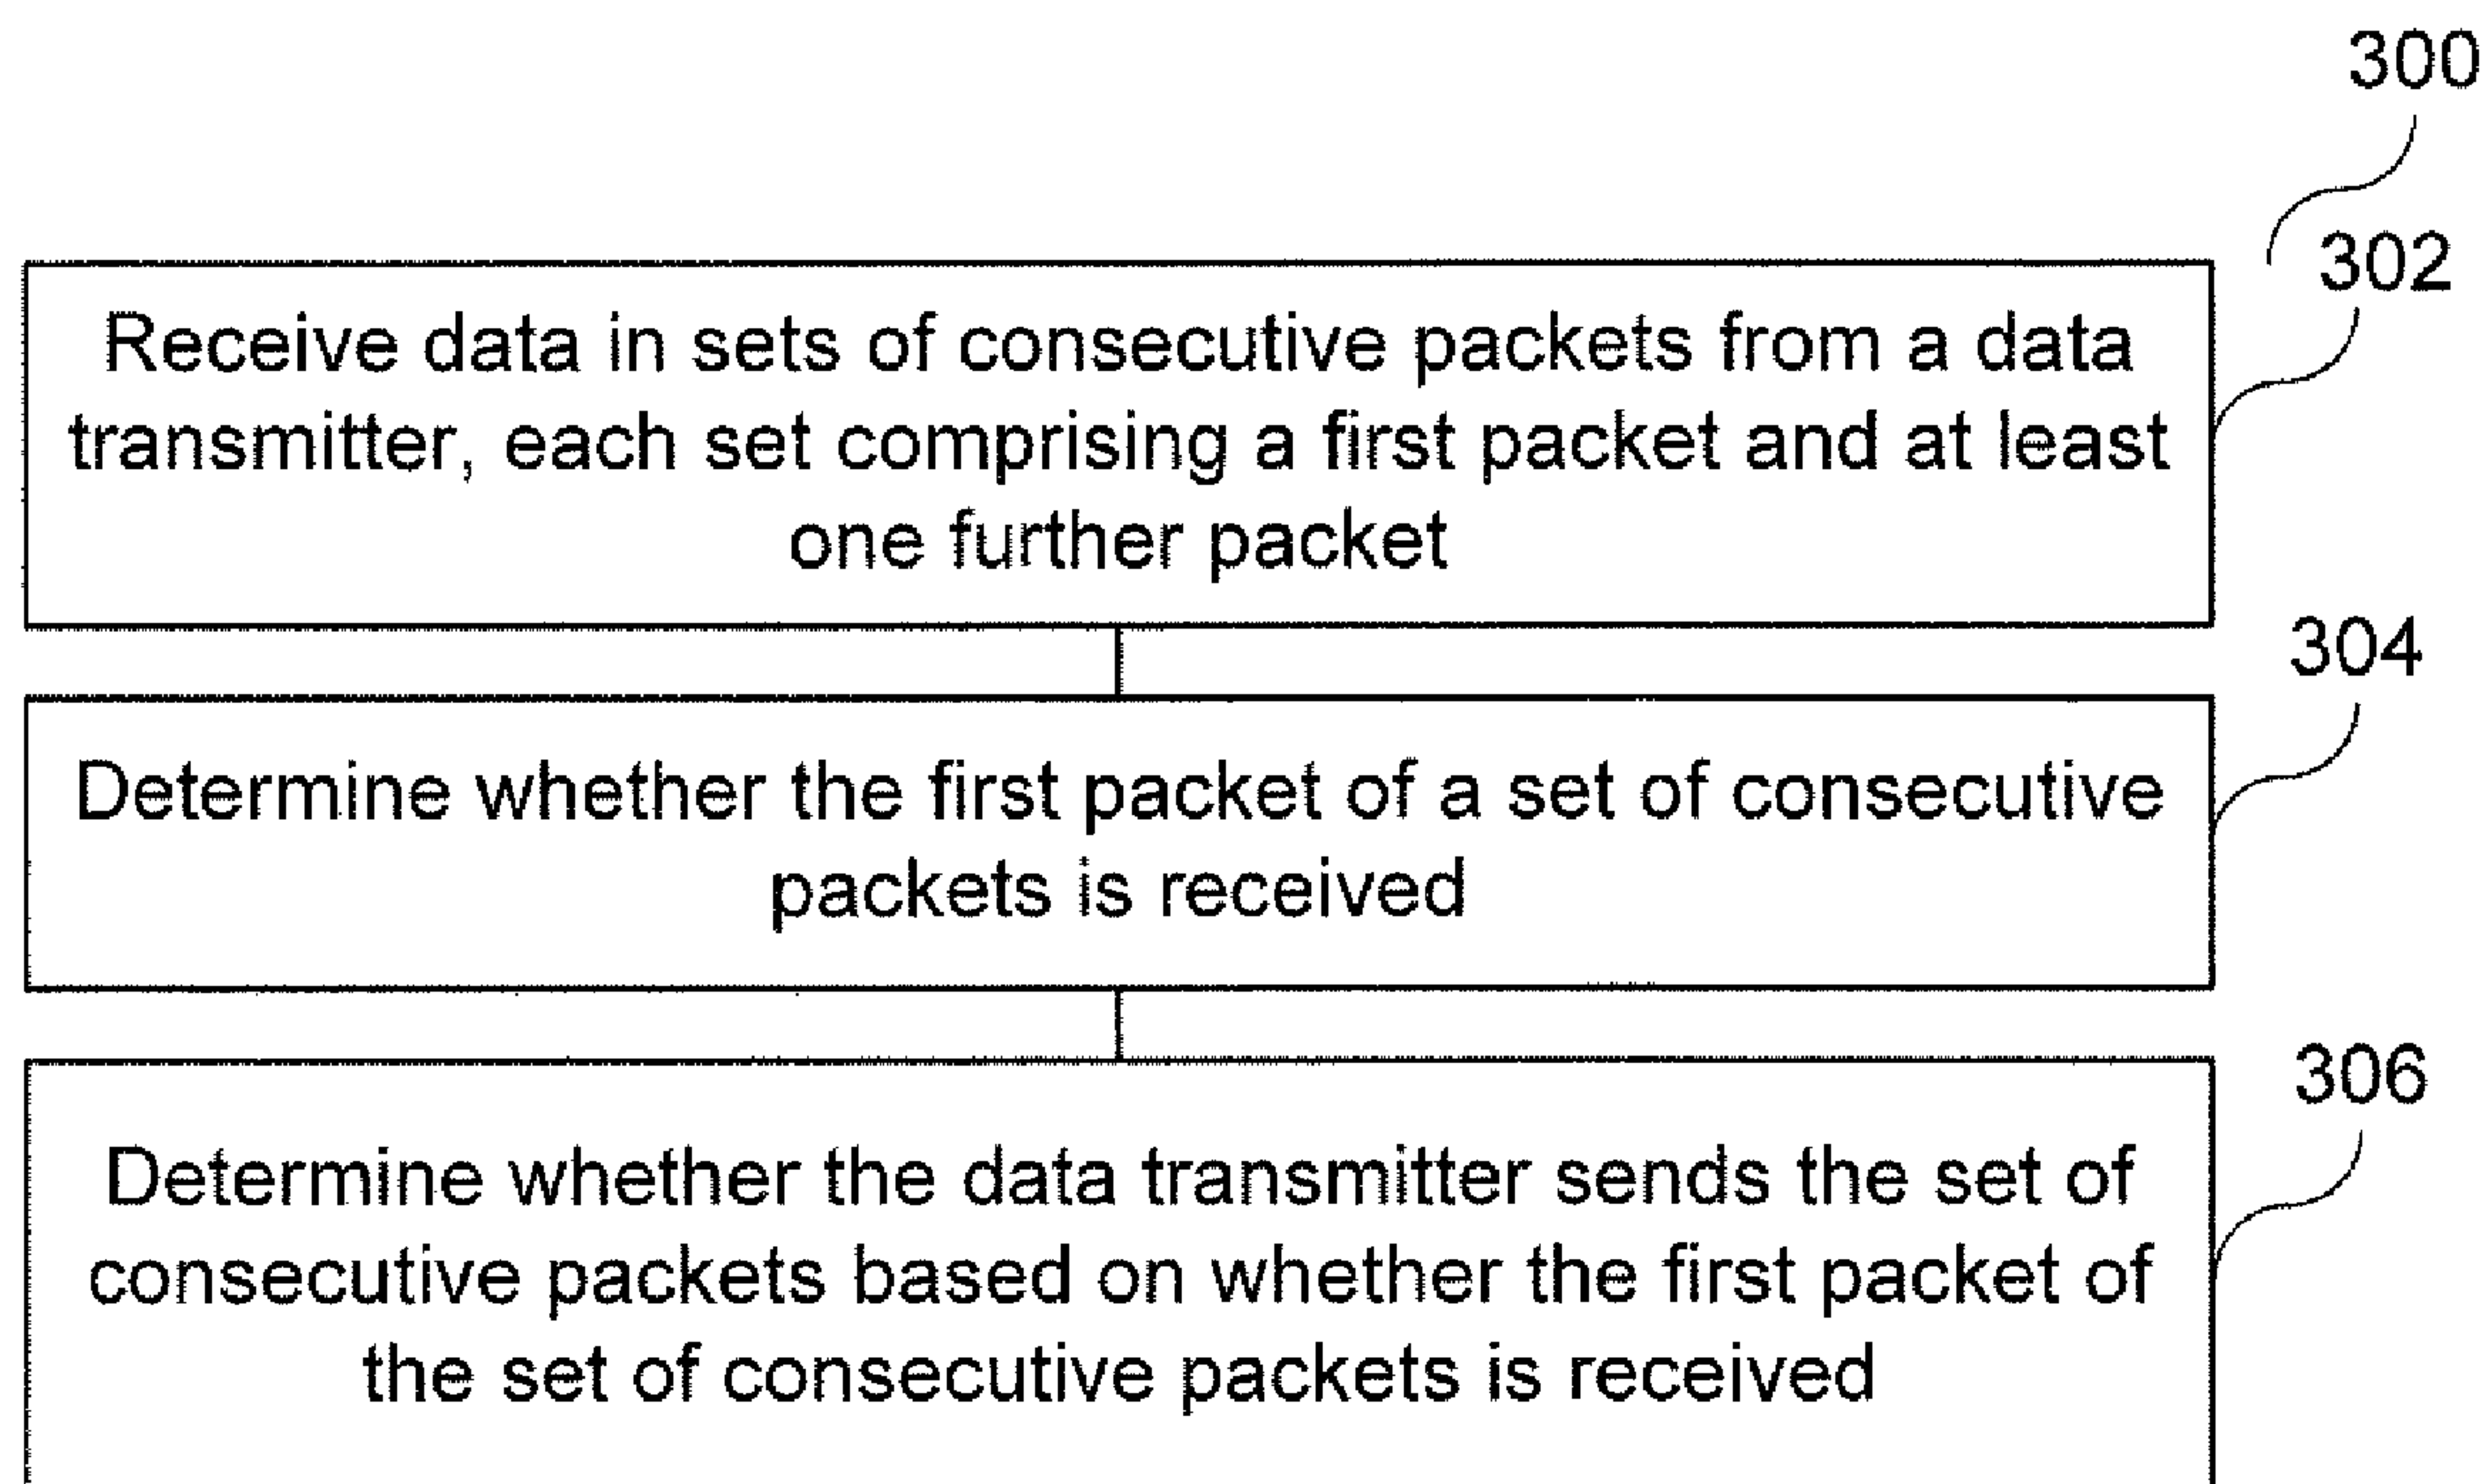 300
302
Receive data in sets of consecutive packets from a data
transmitter, each set comprising a first packet and at least
one further packet
304
Determine whether the first packet of a set of consecutive
packets is received
306
Determine whether the data transmitter sends the set of
consecutive packets based on whether the first packet of
the set of consecutive packets is received